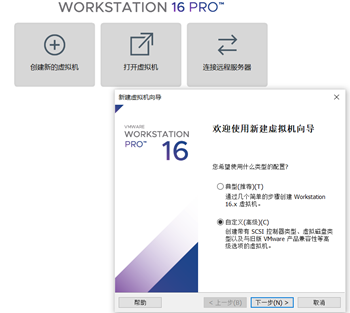 WORKSTATION 16 PRO™
创建新的虚拟机
打开虚拟机
连接远程服务器
新建虚拟机向导
VMWARE
WORKSTATION
PRO™ 16
欢迎使用新建虚拟机向导
您希望使用什么类型的配置?
典型(推荐)(T)
通过几个简单的步骤创建 Workstation
16.x 虚拟机。
自定义(高级)(C)
创建带有 SCSI 控制器类型、虚拟磁盘类
型以及与旧版 VMware 产品兼容性等高
级选项的虚拟机。
帮助
< 上一步(B)
下一步(N) >
取消